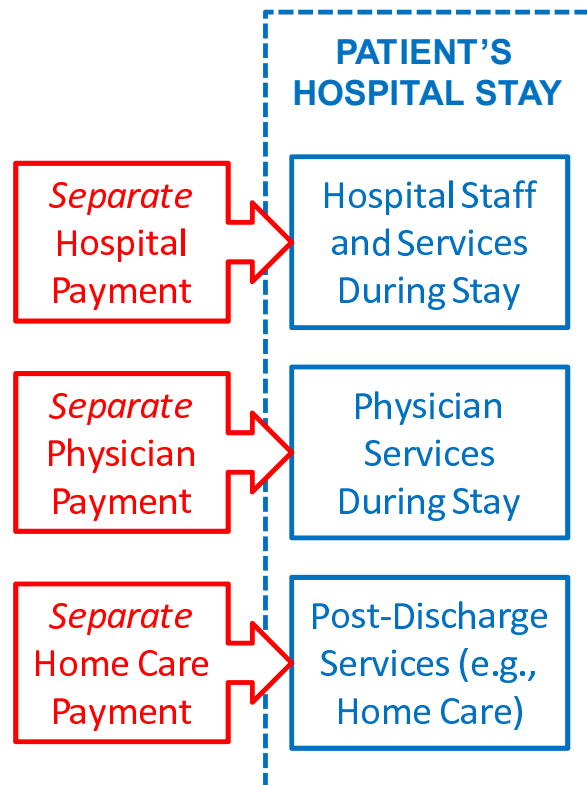 PATIENT'S
HOSPITAL STAY
Separate
Hospital
Payment
Hospital Staff
and Services
During Stay
Separate
Physician
Payment
Physician
Services
During Stay
Separate
Home Care
Payment
Post-Discharge
Services (e.g.,
Home Care)